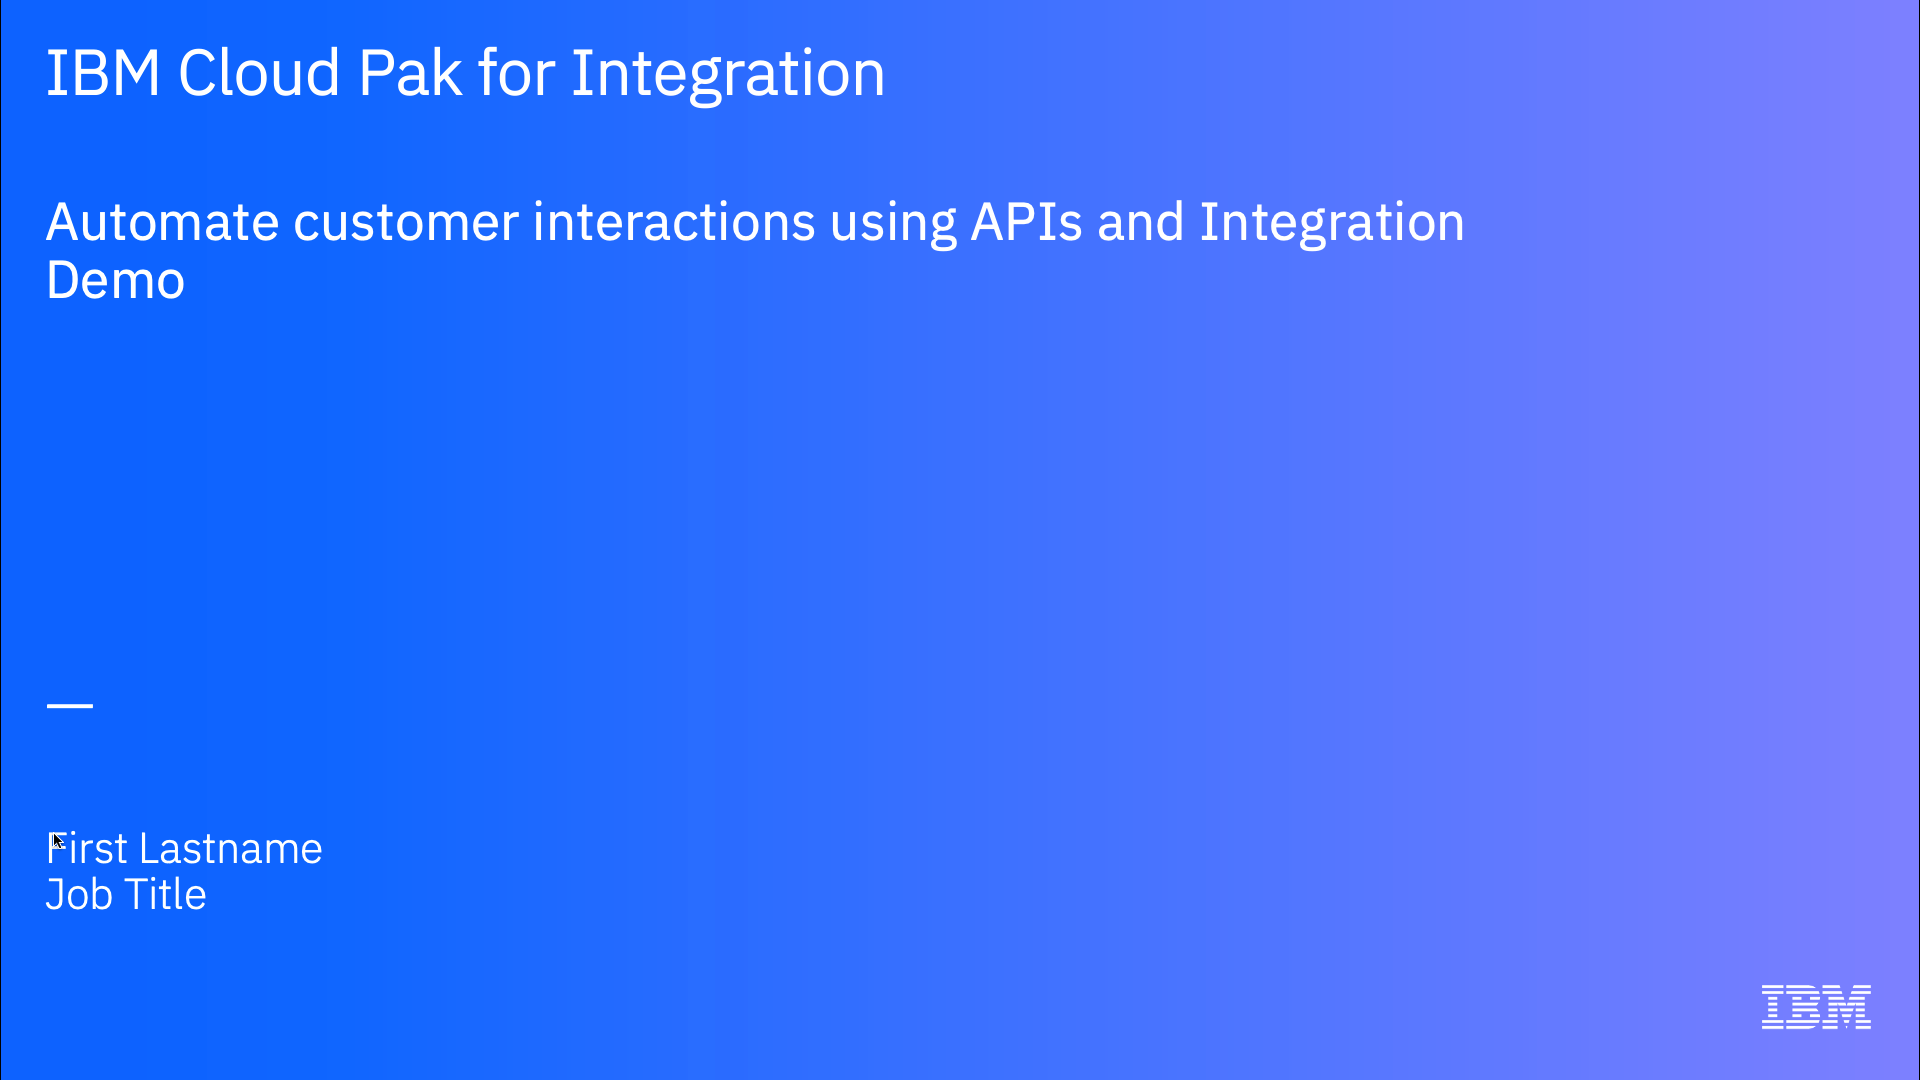 IBM Cloud Pak for Integration
Automate customer interactions using APIs and Integration
Demo
—
First Lastname
Job Title
IBM